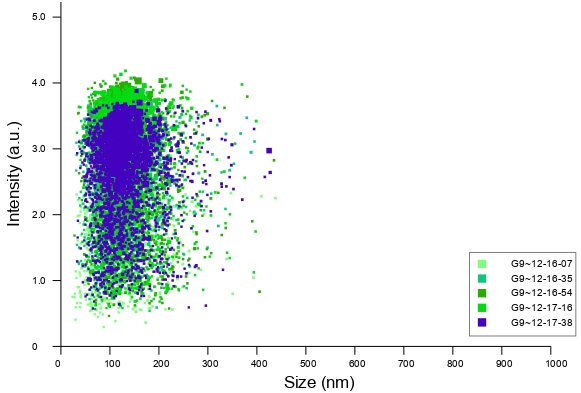 5.0
4.0
3.0
2.0
1.0
0
Intensity (a.u.)
0 100 200 300 400 500 600 700 800 900 1000
Size (nm)
G9~12-16-07
G9~12-16-35
G9~12-16-54
G9~12-17-16
G9~12-17-38